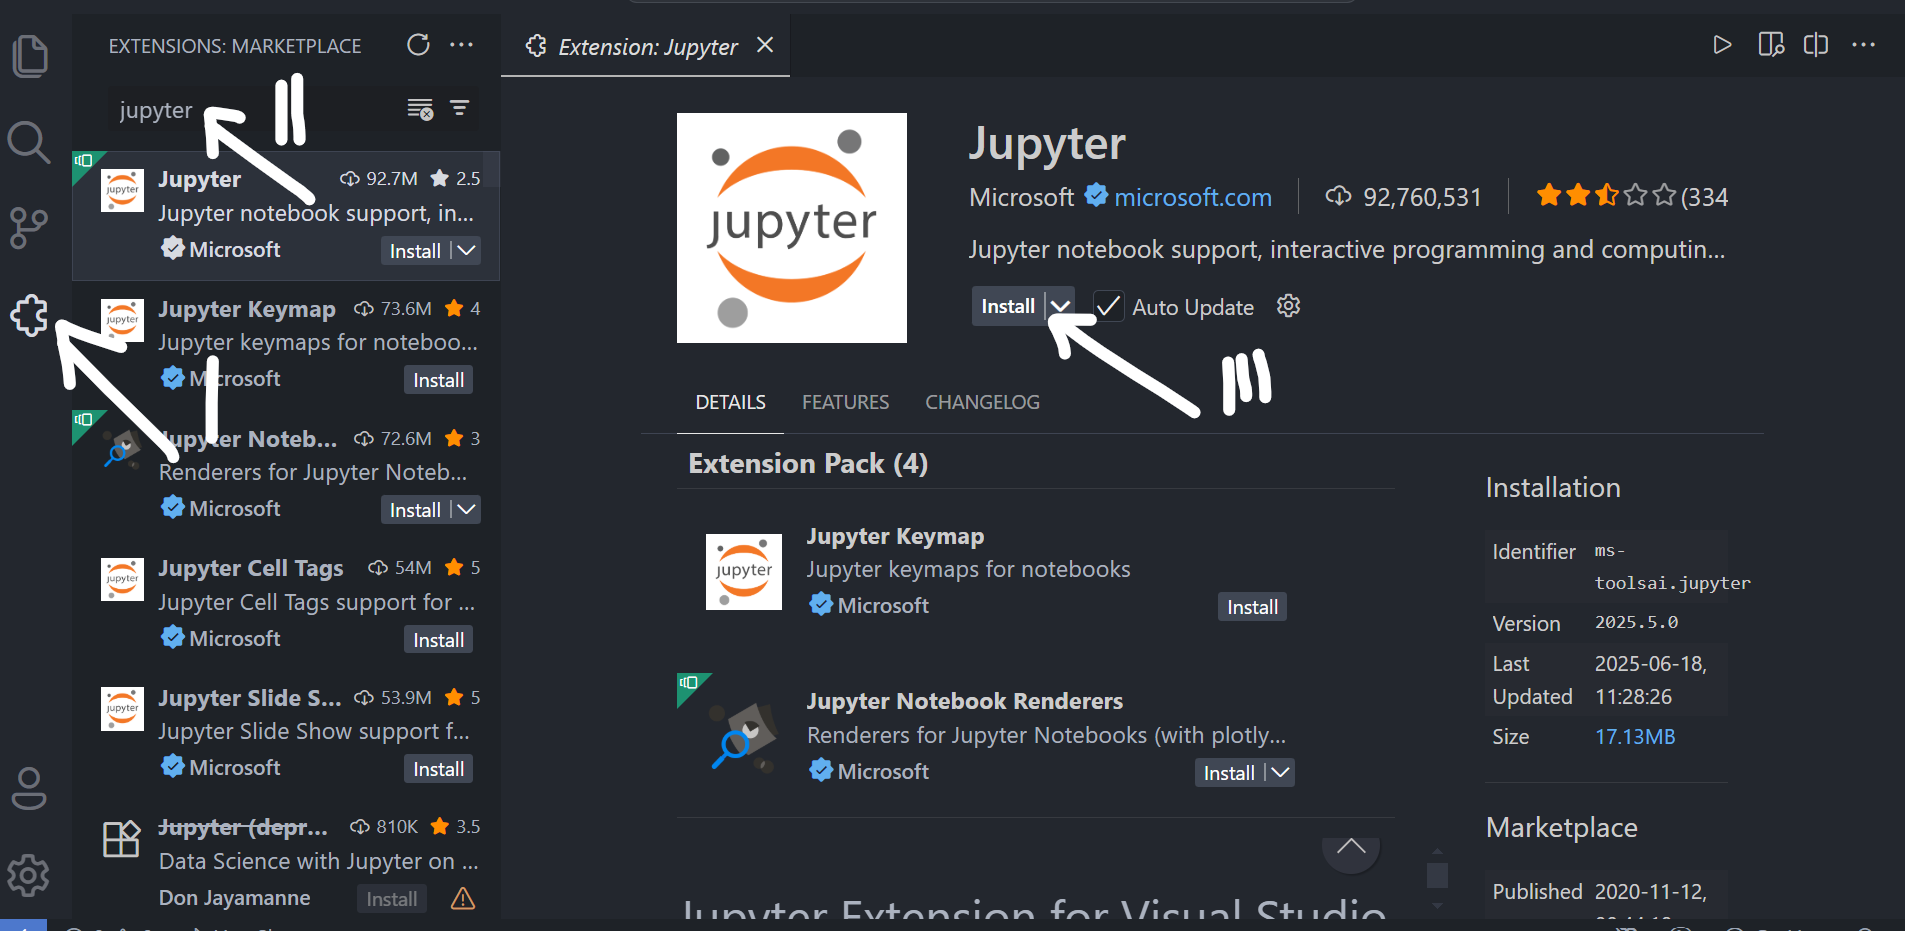 EXTENSIONS: MARKETPLACE
jupyter
||
Jupyter 92.7M 2.5
Jupyter notebook support, in...
Microsoft Install
Jupyter Keymap 73.6M 4
Jupyter keymaps for noteboo...
Microsoft Install
|
Jupyter Noteb... 72.6M 3
Renderers for Jupyter Noteb...
Microsoft Install
Jupyter Cell Tags 54M 5
Jupyter Cell Tags support for ...
Microsoft Install
Jupyter Slide S... 53.9M 5
Jupyter Slide Show support f...
Microsoft Install
Jupyter (depr... 810K 3.5
Data Science with Jupyter on ...
Don Jayamanne Install
Extension: Jupyter
jupyter
Jupyter
Microsoft microsoft.com 92,760,531 (334
Jupyter notebook support, interactive programming and computin...
Install Auto Update
|||
DETAILS FEATURES CHANGELOG
Extension Pack (4)
jupyter
Jupyter Keymap
Jupyter keymaps for notebooks
Microsoft Install
Jupyter Notebook Renderers
Renderers for Jupyter Notebooks (with plotly...
Microsoft Install
Jupyter Extension for Visual Studio
Installation
Identifier ms-
toolsai.jupyter
Version 2025.5.0
Last 2025-06-18,
Updated 11:28:26
Size 17.13MB
Marketplace
Published 2020-11-12,